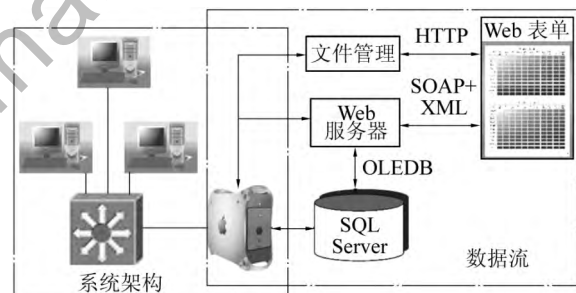 Web 表单
文件管理
HTTP
SOAP+
XML
Web
服务器
OLEDB
SQL
Server
数据流
系统架构